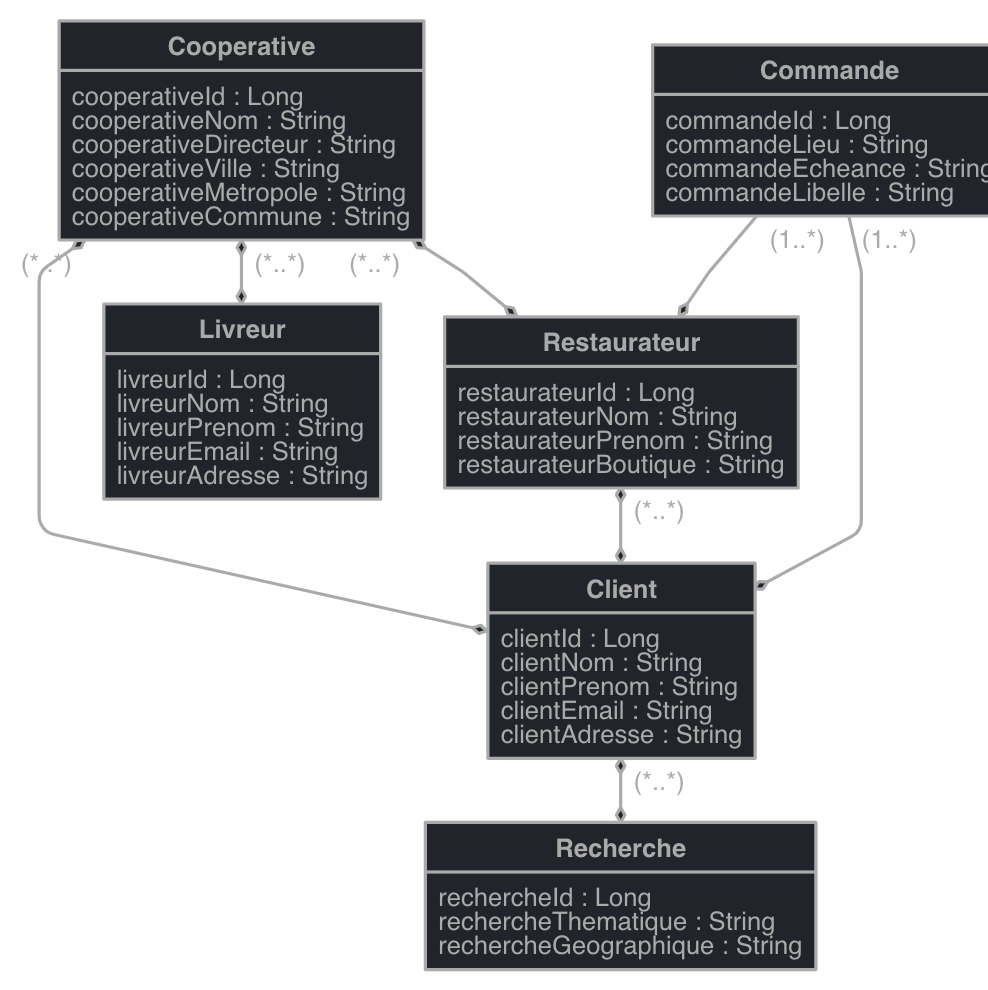 Cooperative
cooperativeId : Long
cooperativeNom : String
cooperativeDirecteur : String
cooperativeVille : String
cooperativeMetropole : String
cooperativeCommune : String
Commande
commandeId : Long
commandeLieu : String
commandeEcheance : String
commandeLibelle : String
(*..*)
(*..*)
(*..*)
(1..*)
(1..*)
Livreur
livreurId : Long
livreurNom : String
livreurPrenom : String
livreurEmail : String
livreurAdresse : String
Restaurateur
restaurateurId : Long
restaurateurNom : String
restaurateurPrenom : String
restaurateurBoutique : String
(*..*)
Client
clientId : Long
clientNom : String
clientPrenom : String
clientEmail : String
clientAdresse : String
(*..*)
Recherche
rechercheId : Long
rechercheThematique : String
rechercheGeographique : String